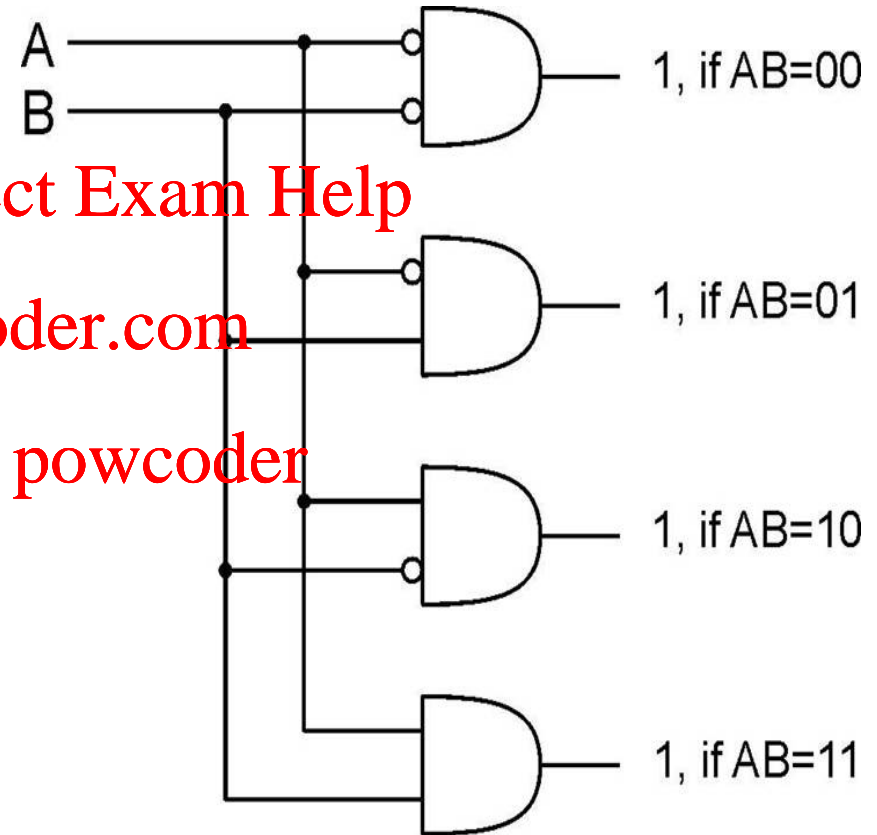 A
1, if AB=00
B
ct Exam Help
1, if AB=01
oder.com
powcoder
1, if AB=10
1, if AB=11